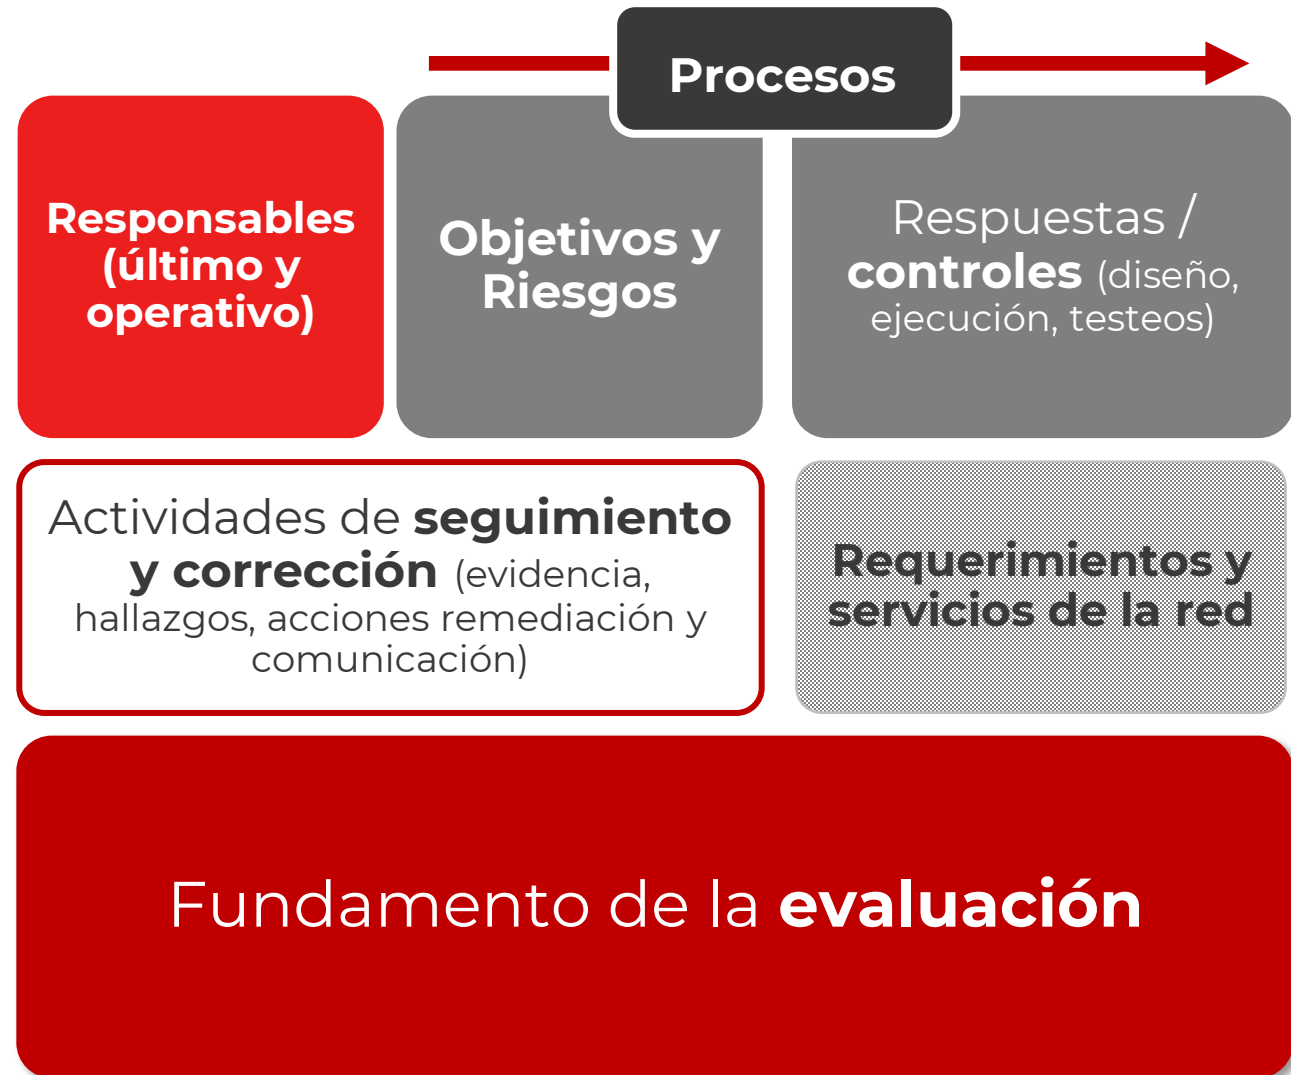 Procesos
Responsables
(último y
operativo)
Objetivos y
Riesgos
Respuestas /
controles (diseño,
ejecución, testeos)
Actividades de seguimiento
y corrección (evidencia,
hallazgos, acciones remediación y
comunicación)
Requerimientos y
servicios de la red
Fundamento de la evaluación